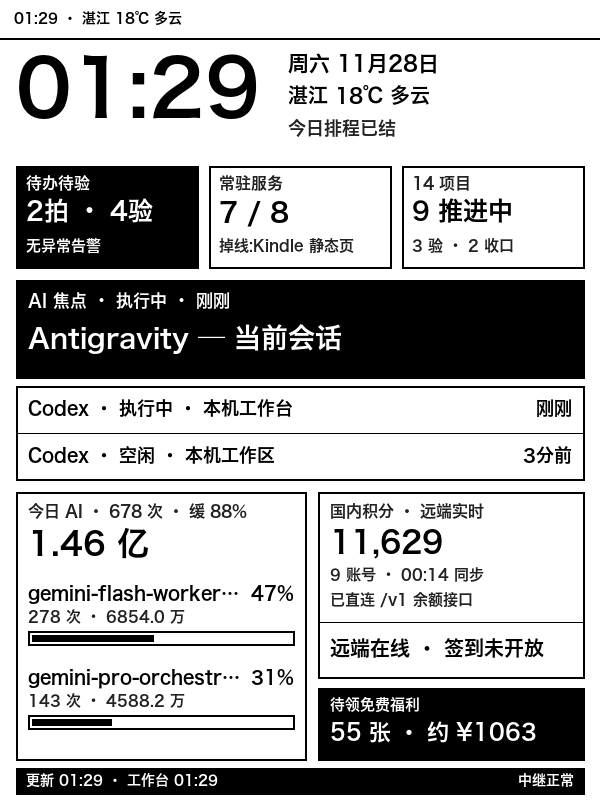 01:29 · 湛江 18℃ 多云
01:29
周六 11月28日
湛江 18℃ 多云
今日排程已结
待办待验
2拍 · 4验
无异常告警
常驻服务
7 / 8
掉线:Kindle 静态页
14 项目
9 推进中
3 验 · 2 收口
AI 焦点 · 执行中 · 刚刚
Antigravity — 当前会话
Codex · 执行中 · 本机工作台 刚刚
Codex · 空闲 · 本机工作区 3分前
今日 AI · 678 次 · 缓 88%
1.46 亿
gemini-flash-worker… 47%
278 次 · 6854.0 万
gemini-pro-orchestr… 31%
143 次 · 4588.2 万
国内积分 · 远端实时
11,629
9 账号 · 00:14 同步
已直连 /v1 余额接口
远端在线 · 签到未开放
待领免费福利
55 张 · 约 ¥1063
更新 01:29 · 工作台 01:29 中继正常